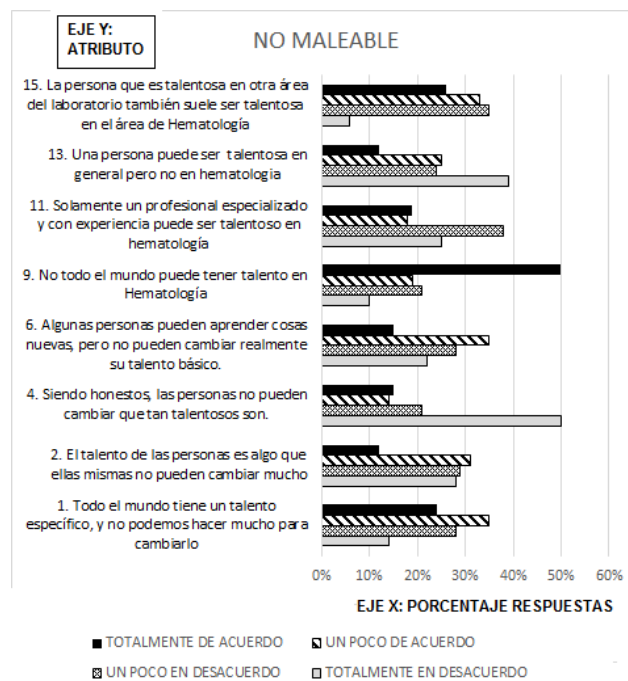 EJE Y:
ATRIBUTO
NO MALEABLE
15. La persona que es talentosa en otra área
del laboratorio también suele ser talentosa
en el área de Hematología
13. Una persona puede ser talentosa en
general pero no en hematologia
11. Solamente un profesional especializado
y con experiencia puede ser talentoso en
hematología
9. No todo el mundo puede tener talento en
Hematología
6. Algunas personas pueden aprender cosas
nuevas, pero no pueden cambiar realmente
su talento básico.
4. Siendo honestos, las personas no pueden
cambiar que tan talentosos son.
2. El talento de las personas es algo que
ellas mismas no pueden cambiar mucho
1. Todo el mundo tiene un talento
específico, y no podemos hacer mucho para
cambiarlo
0% 10% 20% 30% 40% 50% 60%
EJE X: PORCENTAJE RESPUESTAS
TOTALMENTE DE ACUERDO UN POCO DE ACUERDO
UN POCO EN DESACUERDO TOTALMENTE EN DESACUERDO